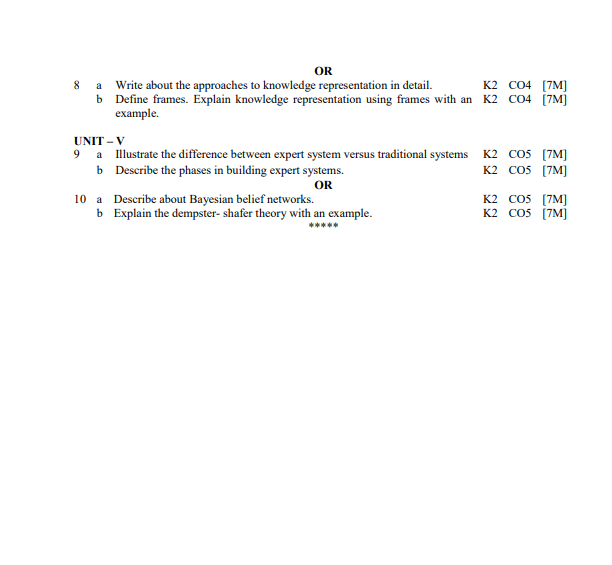 OR
8 a Write about the approaches to knowledge representation in detail. K2 CO4 [7M]
b Define frames. Explain knowledge representation using frames with an K2 CO4 [7M]
example.
UNIT – V
9 a Illustrate the difference between expert system versus traditional systems K2 CO5 [7M]
b Describe the phases in building expert systems. K2 CO5 [7M]
OR
10 a Describe about Bayesian belief networks. K2 CO5 [7M]
b Explain the dempster- shafer theory with an example. K2 CO5 [7M]
*****